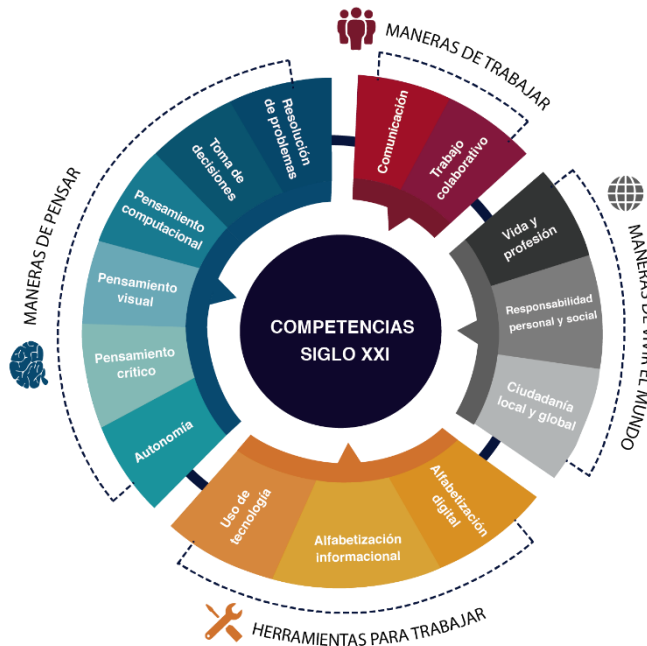 MANERAS DE TRABAJAR
Comunicación
Trabajo
colaborativo
MANERAS DE VIVIR EL MUNDO
Vida y
profesión
Responsabilidad
personal y social
Ciudadanía
local y global
HERRAMIENTAS PARA TRABAJAR
Alfabetización
digital
Alfabetización
informacional
Uso de
tecnología
MANERAS DE PENSAR
Autonomía
Pensamiento
crítico
Pensamiento
visual
Pensamiento
computacional
Toma de
decisiones
Resolución
de problemas
COMPETENCIAS
SIGLO XXI